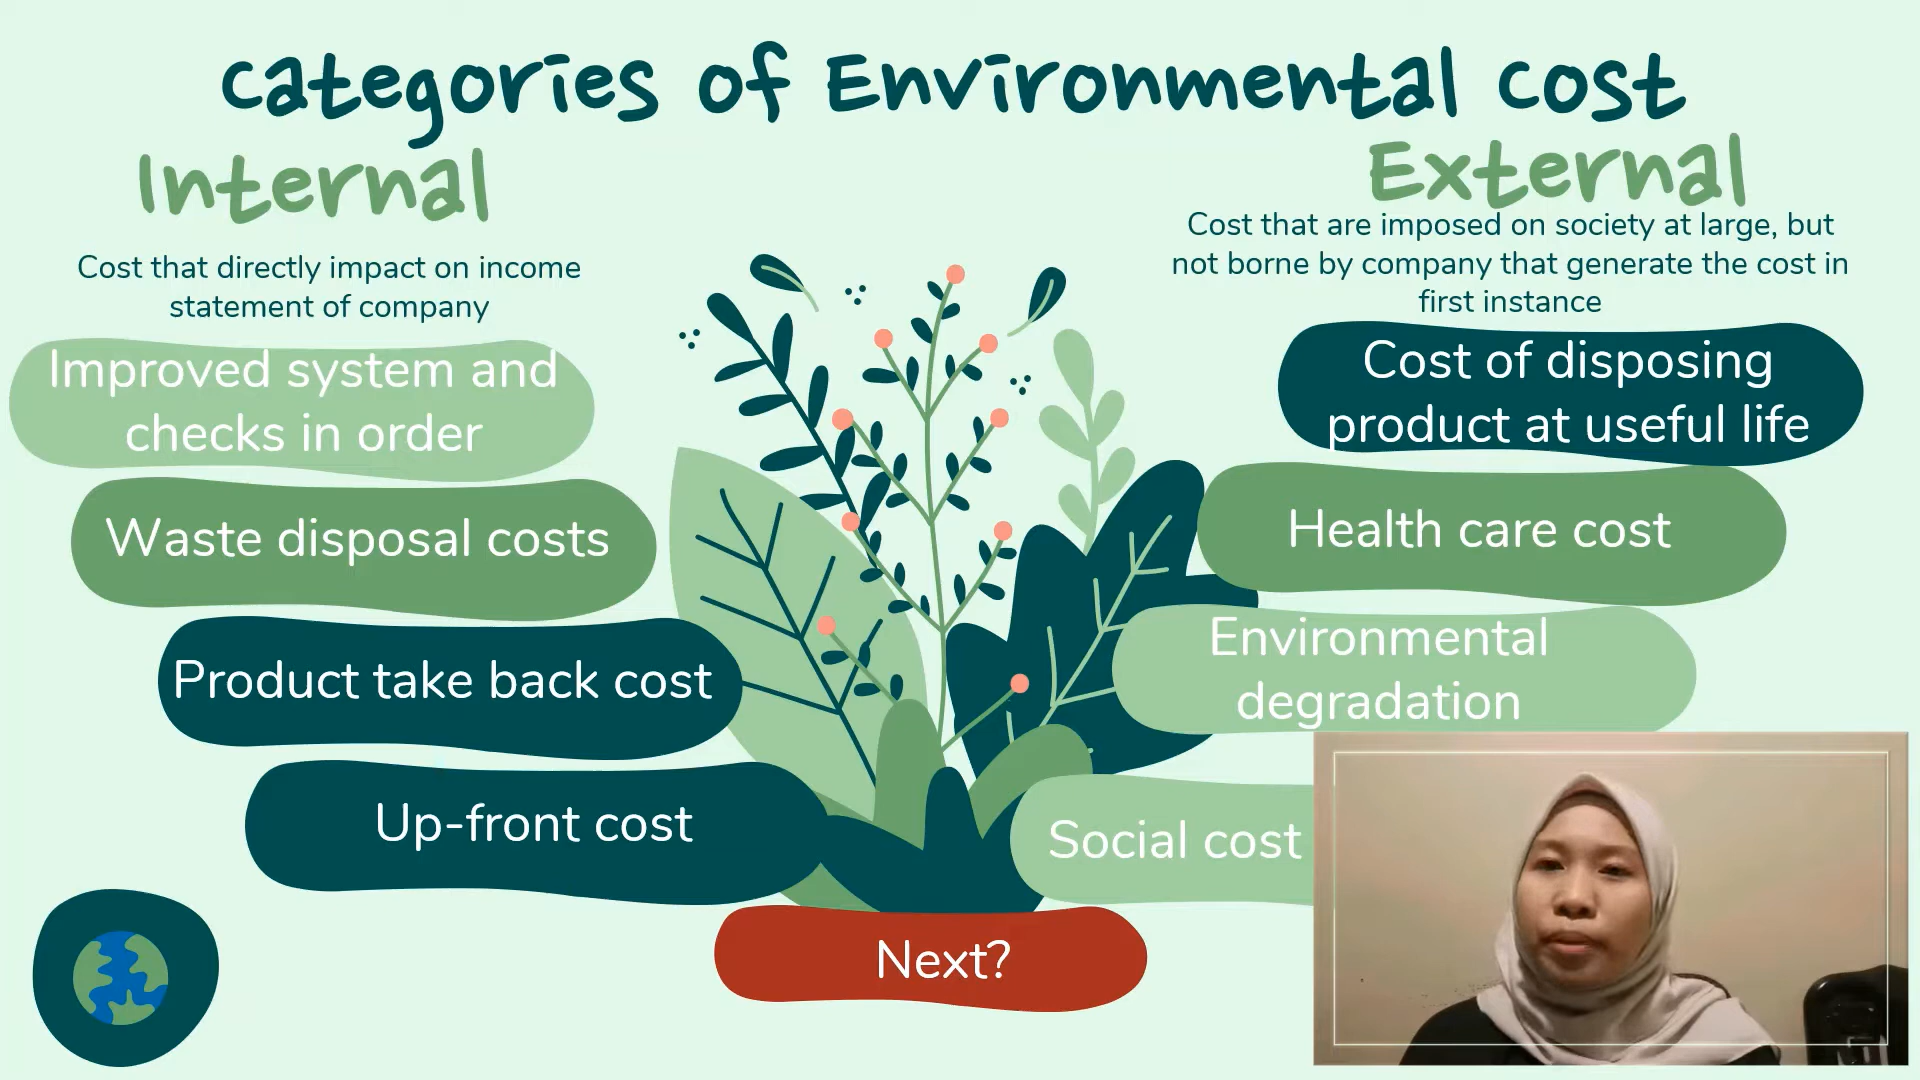 Categories of Environmental Cost
Internal
Cost that directly impact on income
statement of company
Improved system and
checks in order
Waste disposal costs
Product take back cost
Up-front cost
External
Cost that are imposed on society at large, but
not borne by company that generate the cost in
first instance
Cost of disposing
product at useful life
Health care cost
Environmental
degradation
Social cost
Next?